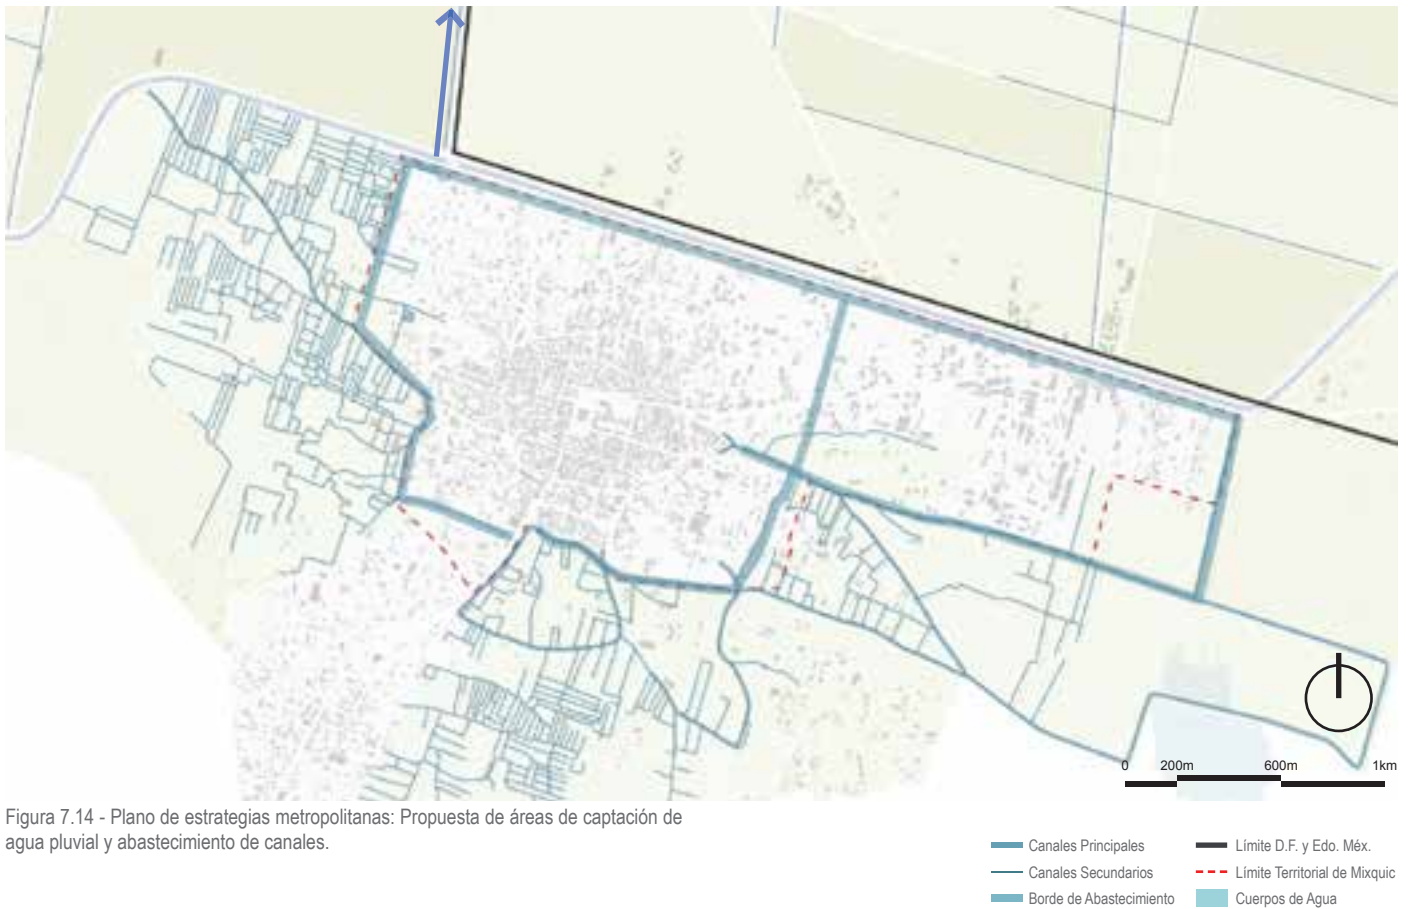 0 200m 600m 1km
Figura 7.14 - Plano de estrategias metropolitanas: Propuesta de áreas de captación de
agua pluvial y abastecimiento de canales.
Canales Principales
Canales Secundarios
Borde de Abastecimiento
Límite D.F. y Edo. Méx.
Límite Territorial de Mixquic
Cuerpos de Agua